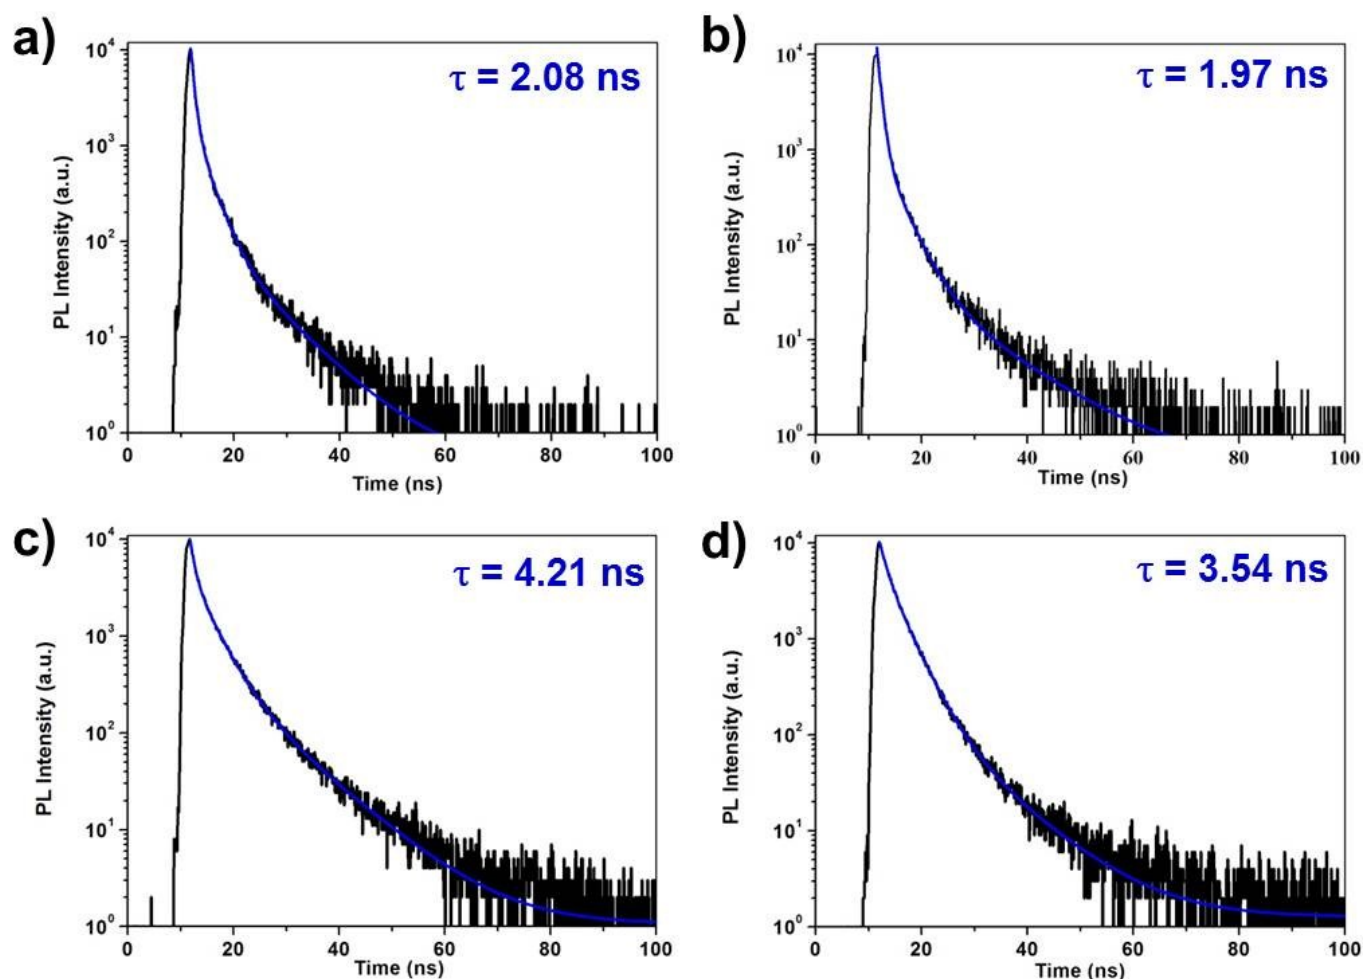 a)
τ = 2.08 ns
PL Intensity (a.u.)
10⁴
10³
10²
10¹
10⁰
0 20 40 60 80 100
Time (ns)
b)
τ = 1.97 ns
PL Intensity (a.u.)
10⁴
10³
10²
10¹
10⁰
0 20 40 60 80 100
Time (ns)
c)
τ = 4.21 ns
PL Intensity (a.u.)
10⁴
10³
10²
10¹
10⁰
0 20 40 60 80 100
Time (ns)
d)
τ = 3.54 ns
PL Intensity (a.u.)
10⁴
10³
10²
10¹
10⁰
0 20 40 60 80 100
Time (ns)